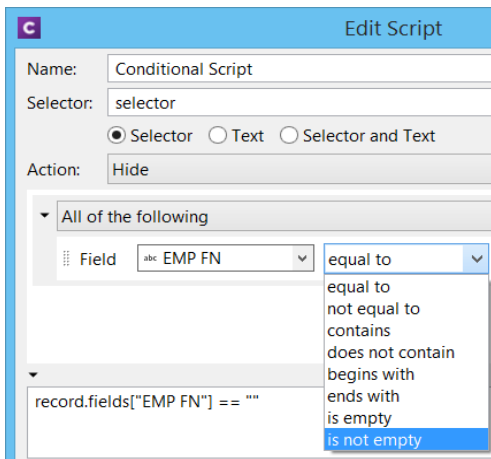 Edit Script
Name: Conditional Script
Selector: selector
Selector Text Selector and Text
Action: Hide
All of the following
Field abc EMP FN equal to
equal to
not equal to
contains
does not contain
begins with
ends with
is empty
is not empty
record.fields["EMP FN"] == ""